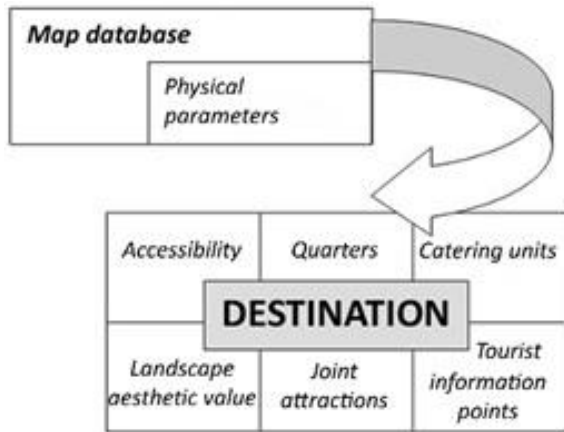 Map database
Physical
parameters
Accessibility
Quarters
Catering units
DESTINATION
Landscape
aesthetic value
Joint
attractions
Tourist
information
points